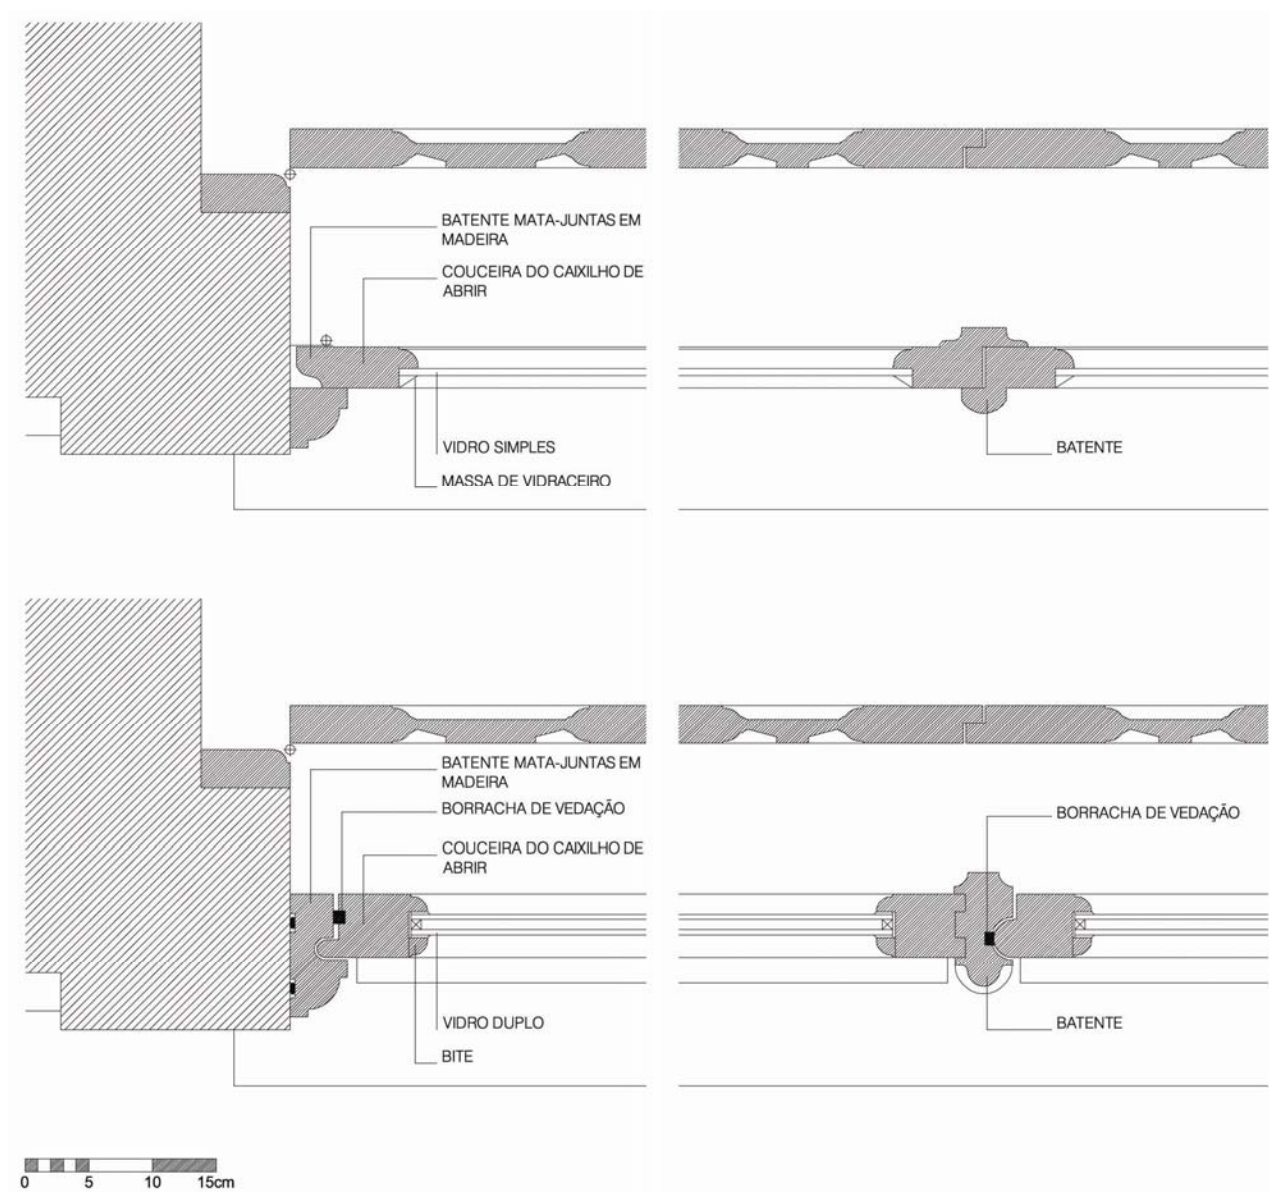 BATENTE MATA-JUNTAS EM
MADEIRA
COUCEIRA DO CAIXILHO DE
ABRIR
VIDRO SIMPLES
MASSA DE VIDRACEIRO
BATENTE
BATENTE MATA-JUNTAS EM
MADEIRA
BORRACHA DE VEDAÇÃO
COUCEIRA DO CAIXILHO DE
ABRIR
VIDRO DUPLO
BITE
BORRACHA DE VEDAÇÃO
BATENTE
0 5 10 15cm